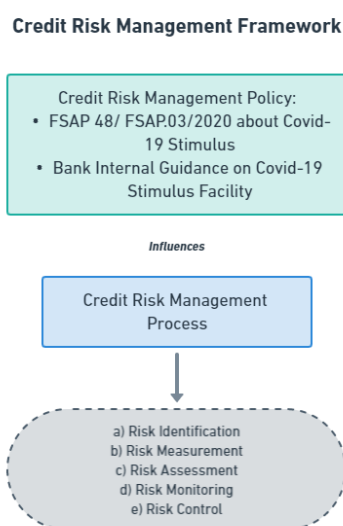 Credit Risk Management Framework
Credit Risk Management Policy:
• FSAP 48/ FSAP.03/2020 about Covid-
19 Stimulus
• Bank Internal Guidance on Covid-19
Stimulus Facility
Influences
Credit Risk Management
Process
a) Risk Identification
b) Risk Measurement
c) Risk Assessment
d) Risk Monitoring
e) Risk Control